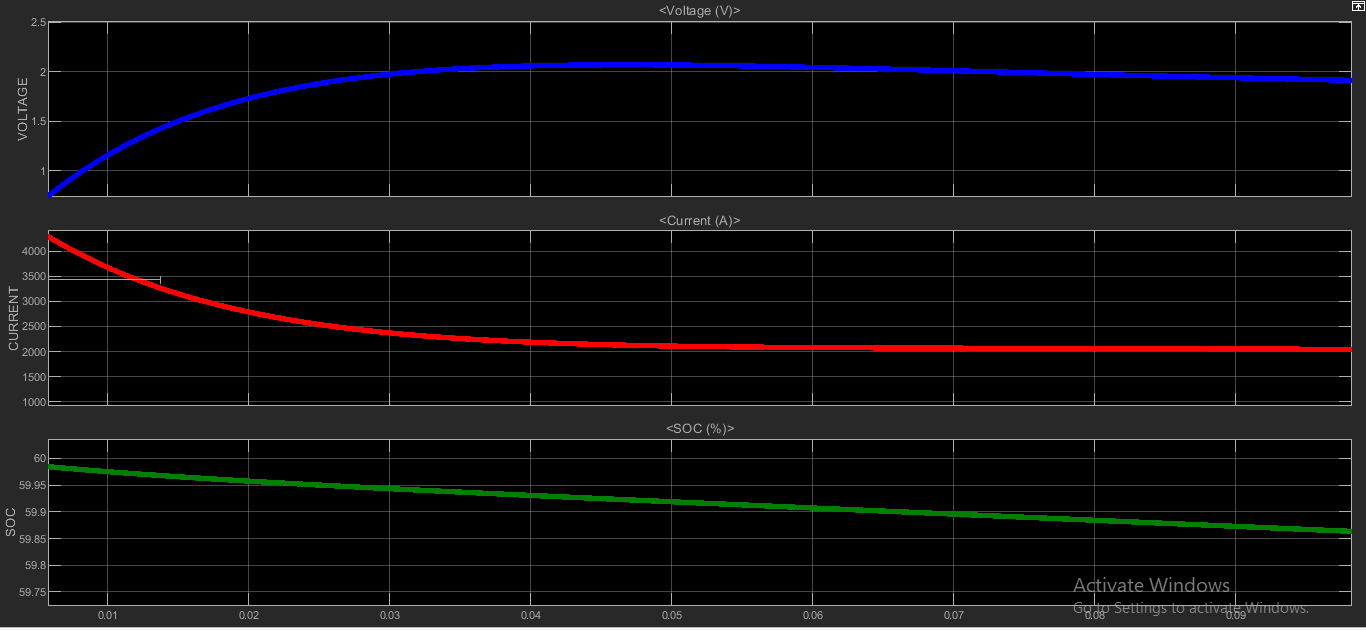 <Voltage (V)>
2.5
2
1.5
1
VOLTAGE
<Current (A)>
4000
3500
3000
2500
2000
1500
1000
CURRENT
<SOC (%)>
60
59.95
59.9
59.85
59.8
59.75
SOC
0.01 0.02 0.03 0.04 0.05 0.06 0.07 0.08 0.09
Activate Windows
Go to Settings to activate Windows.